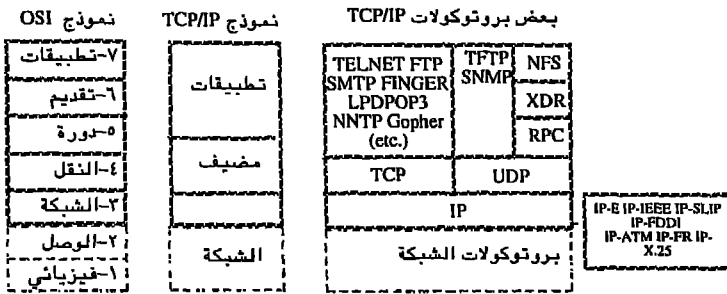 نموذج OSI
٧-تطبيقات
٦-تقديم
٥-دورة
٤-النقل
٣-الشبكة
٢-الوصل
١-فيزيائي
نموذج TCP/IP
تطبيقات
مضيف
الشبكة
بعض بروتوكولات TCP/IP
TELNET FTP
SMTP FINGER
LPDPOP3
NNTP Gopher
(etc.)
TFTP
SNMP
NFS
XDR
RPC
TCP
UDP
IP
بروتوكولات الشبكة
IP-E IP-IEEE IP-SLIP
IP-FDDI
IP-ATM IP-FR IP-
X.25